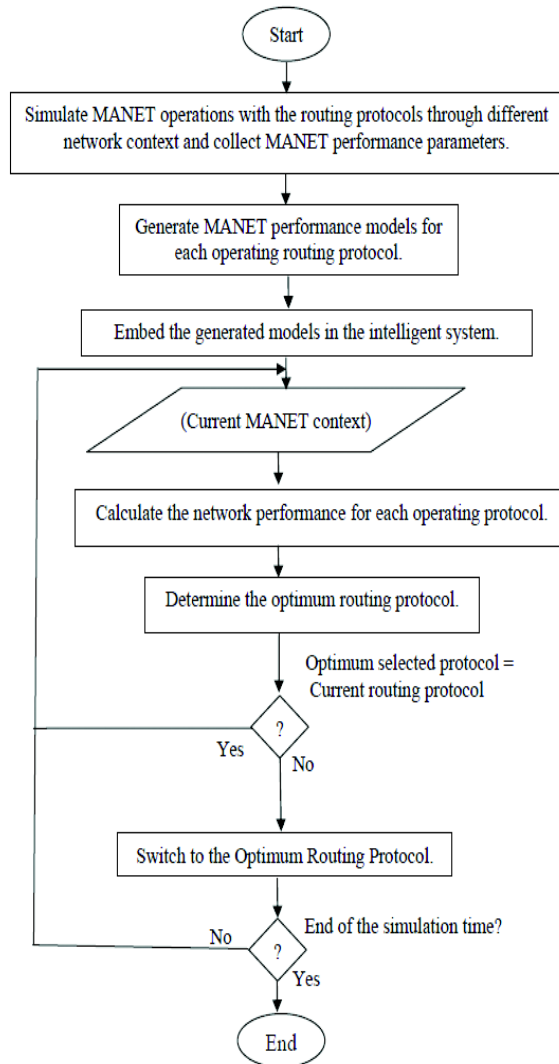 Start
Simulate MANET operations with the routing protocols through different
network context and collect MANET performance parameters.
Generate MANET performance models for
each operating routing protocol.
Embed the generated models in the intelligent system.
(Current MANET context)
Calculate the network performance for each operating protocol.
Determine the optimum routing protocol.
Optimum selected protocol =
Current routing protocol
?
Yes
No
Switch to the Optimum Routing Protocol.
End of the simulation time?
No
?
Yes
End